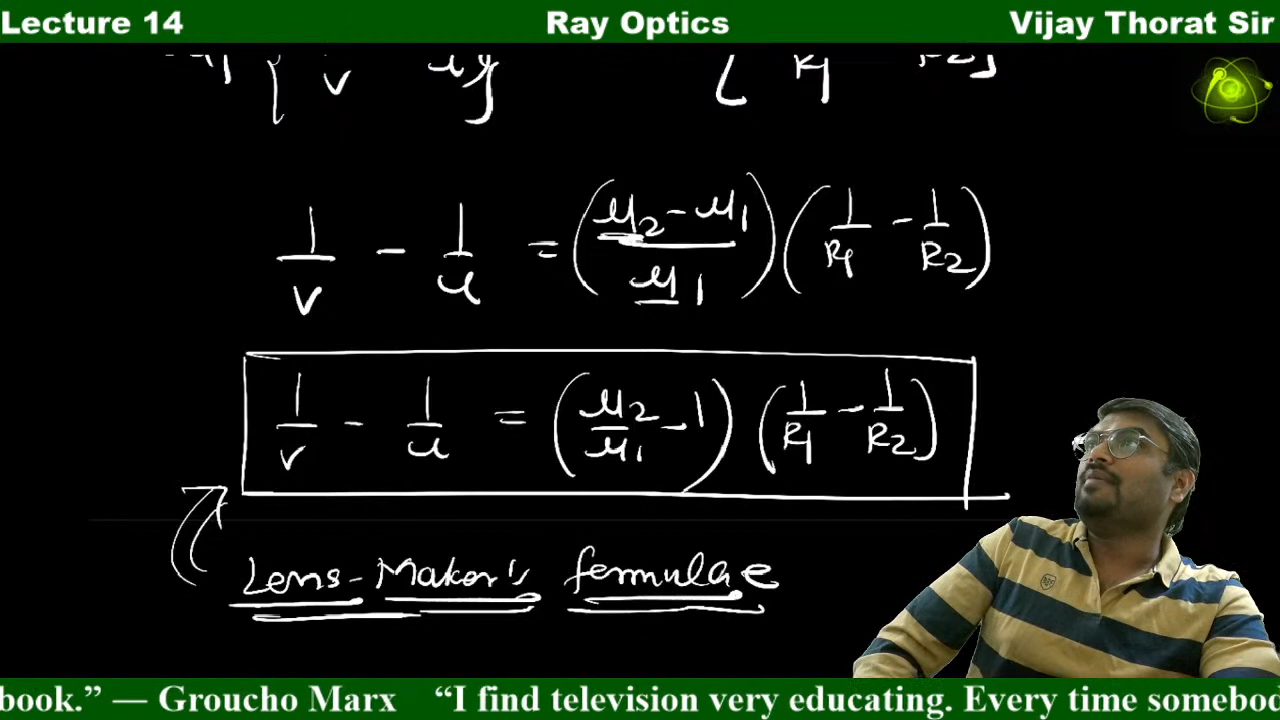 Lecture 14 Ray Optics Vijay Thorat Sir
1/v - 1/u = ((μ2 - μ1)/μ1) (1/R1 - 1/R2)
1/v - 1/u = (μ2/μ1 - 1) (1/R1 - 1/R2)
Lens-Maker's formulae
book.” — Groucho Marx “I find television very educating. Every time somebod